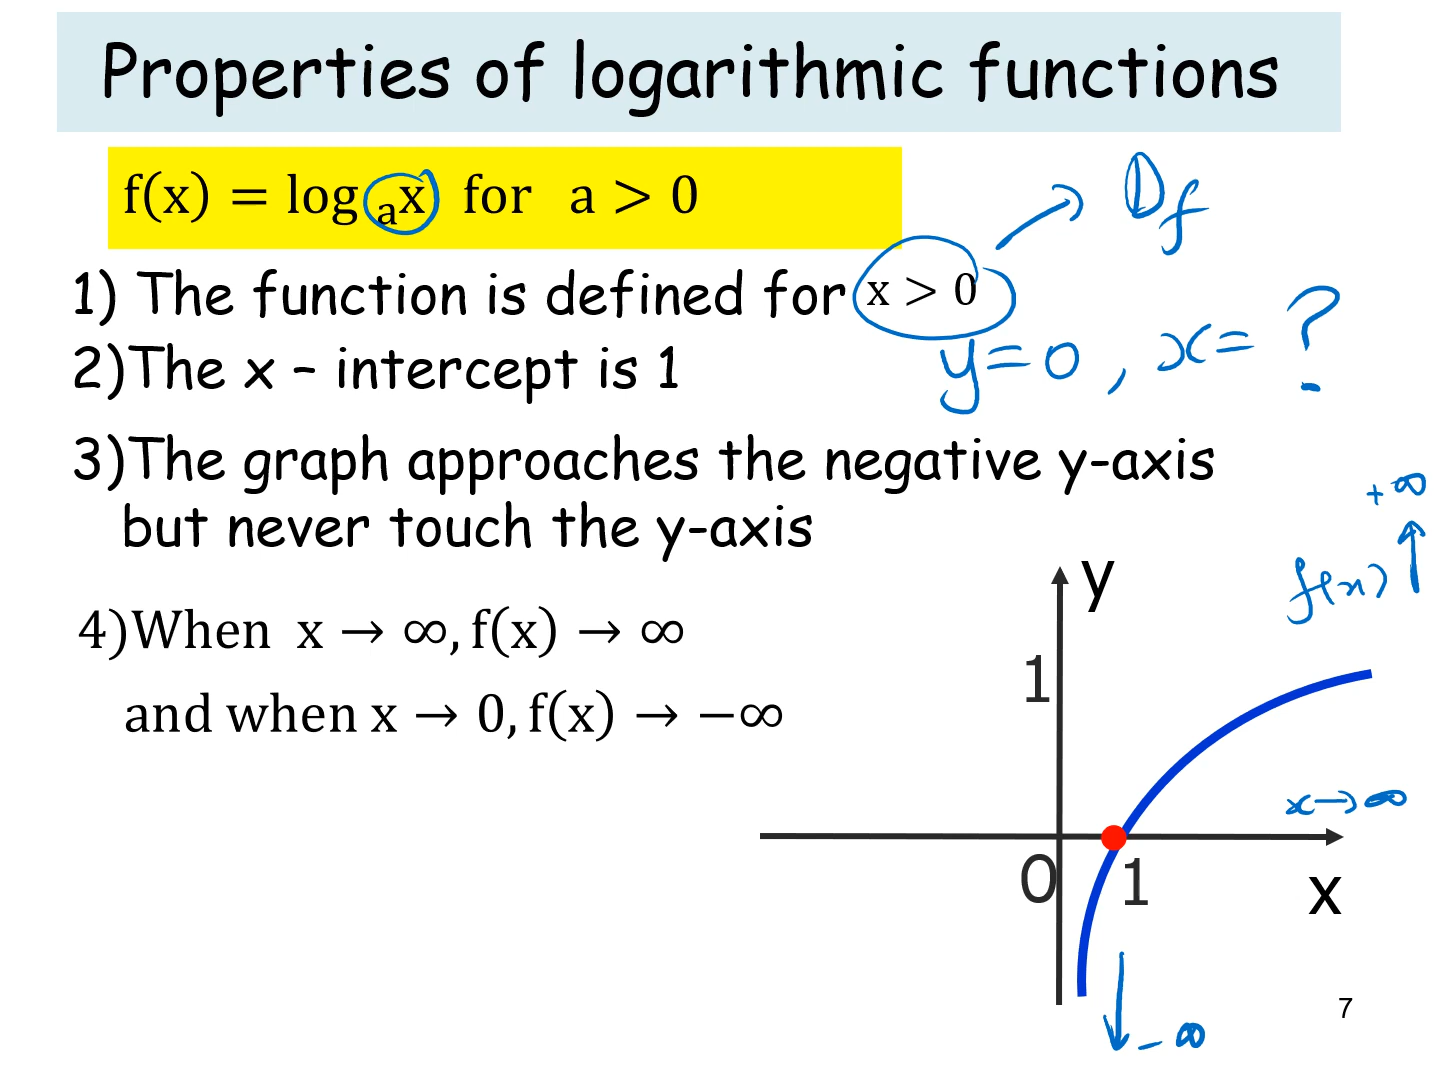 Properties of logarithmic functions
f(x) = log ₐx for a > 0
D_f
1) The function is defined for x > 0
2)The x – intercept is 1
y=0 , x= ?
3)The graph approaches the negative y-axis
but never touch the y-axis
4)When x → ∞, f(x) → ∞
and when x → 0, f(x) → −∞
+∞
f(x) ↑
y
1
x→∞
0
1
x
↓ -∞
7